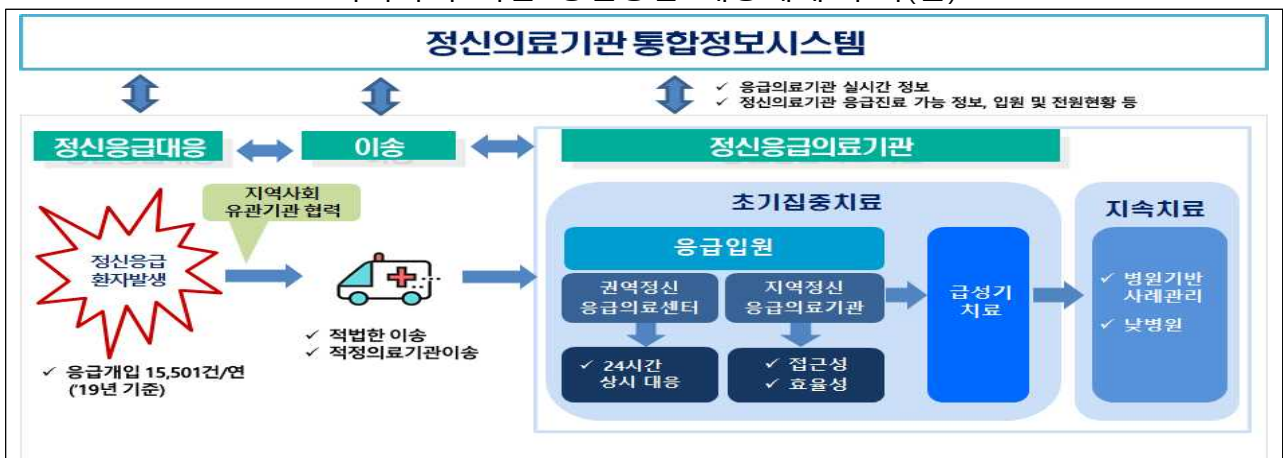 정신의료기관 통합정보시스템
✓ 응급의료기관 실시간 정보
✓ 정신의료기관 응급진료 가능 정보, 입원 및 전원현황 등
정신응급대응
이송
정신응급의료기관
지역사회
유관기관 협력
정신응급
환자발생
✓ 응급개입 15,501건/연
('19년 기준)
✓ 적법한 이송
✓ 적정의료기관이송
초기집중치료
응급입원
권역정신
응급의료센터
지역정신
응급의료기관
✓ 24시간
상시 대응
✓ 접근성
✓ 효율성
급성기
치료
지속치료
✓ 병원기반
사례관리
✓ 낮병원